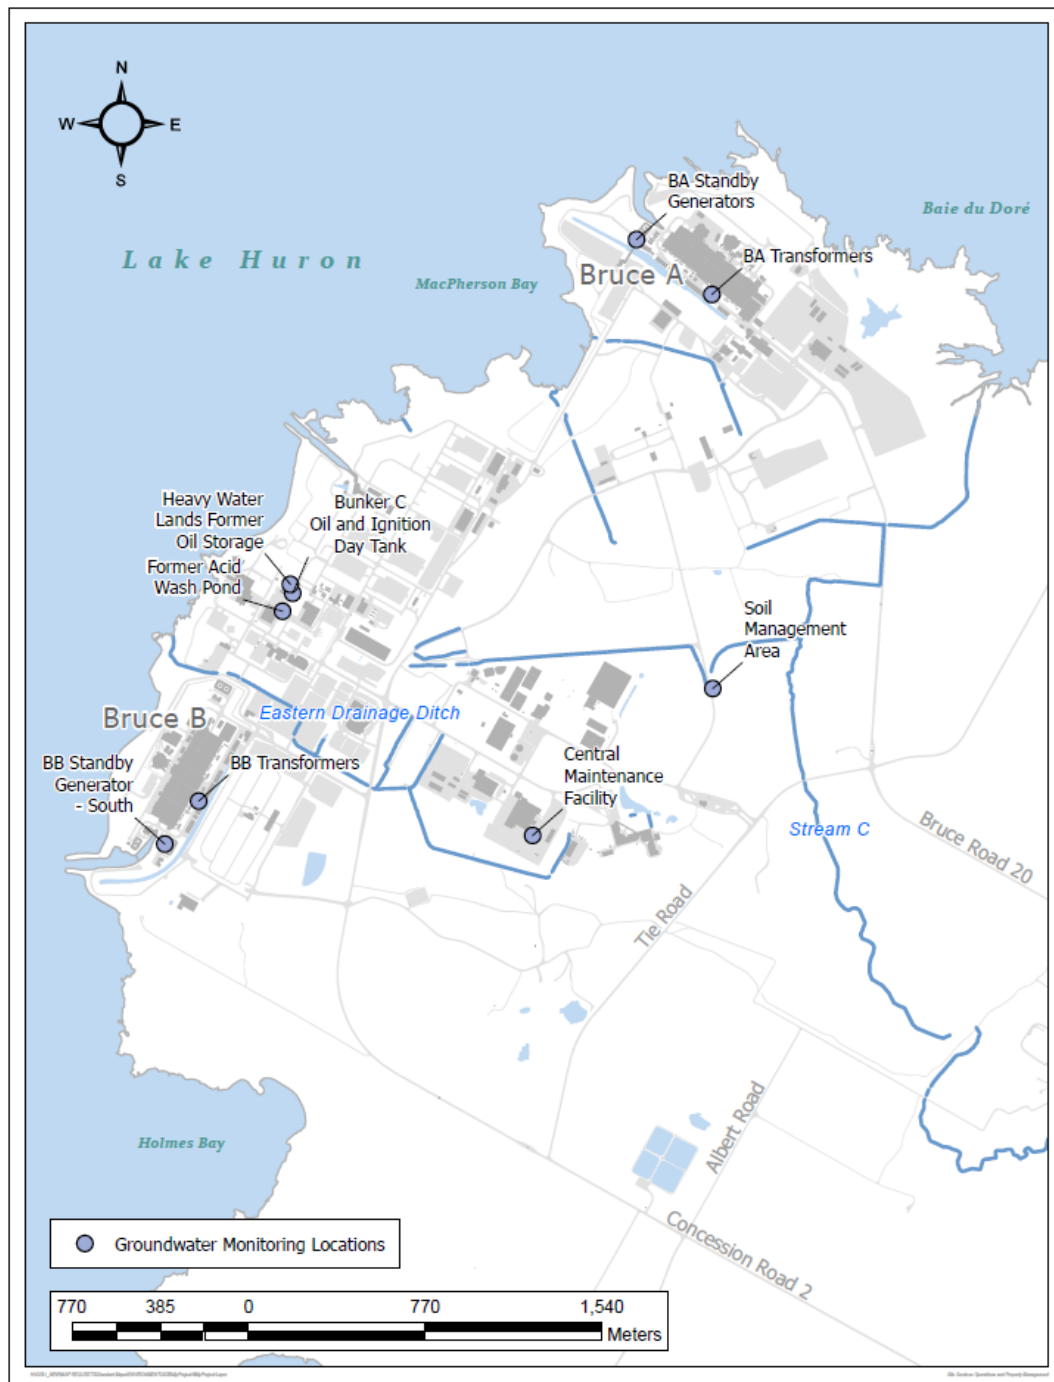 N
W E
S
BA Standby
Generators
Baie du Doré
Lake Huron
BA Transformers
MacPherson Bay
Bruce A
Heavy Water
Lands Former
Oil Storage
Bunker C
Oil and Ignition
Day Tank
Former Acid
Wash Pond
Soil
Management
Area
Bruce B
Eastern Drainage Ditch
BB Standby
Generator
- South
BB Transformers
Central
Maintenance
Facility
Stream C
Bruce Road 20
Tie Road
Albert Road
Holmes Bay
Concession Road 2
Groundwater Monitoring Locations
770 385 0 770 1,540
Meters